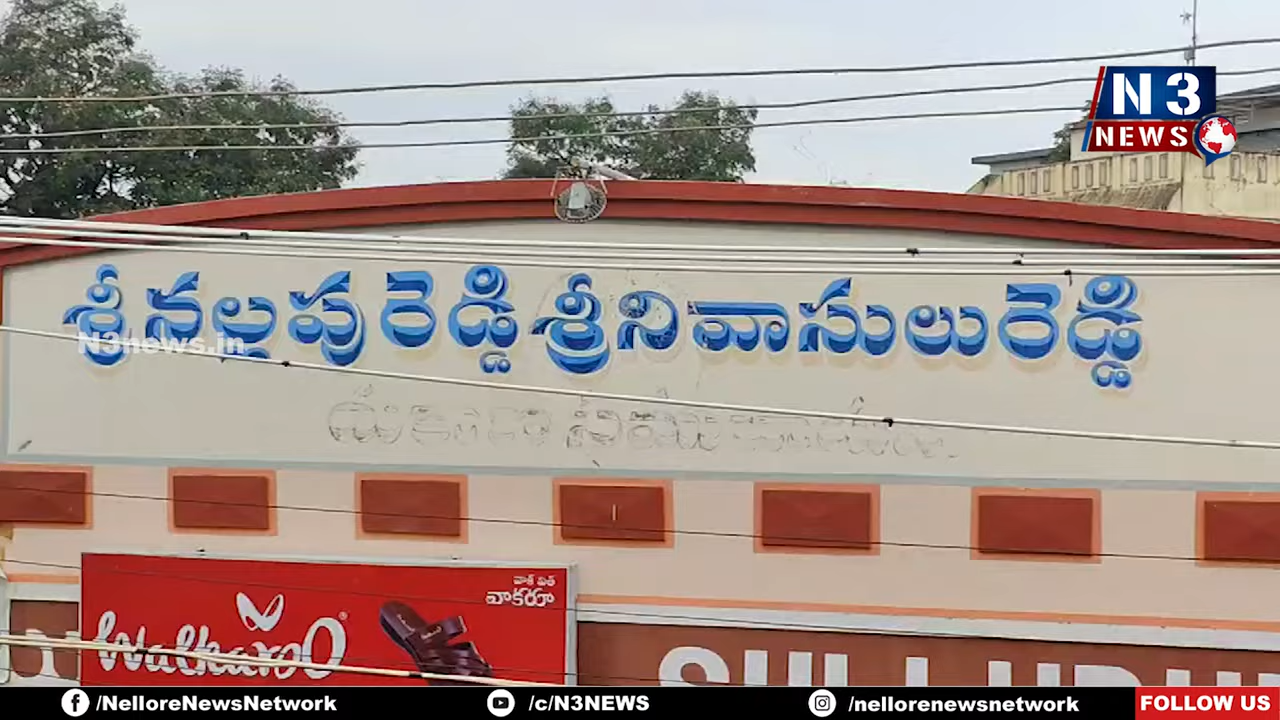 N3
NEWS
శ్రీ నల్లపు రెడ్డి శ్రీనివాసులు రెడ్డి
N3news.in
వాక్ విత్
వాకరూ
Walkaroo®
/NelloreNewsNetwork
/c/N3NEWS
/nellorenewsnetwork
FOLLOW US